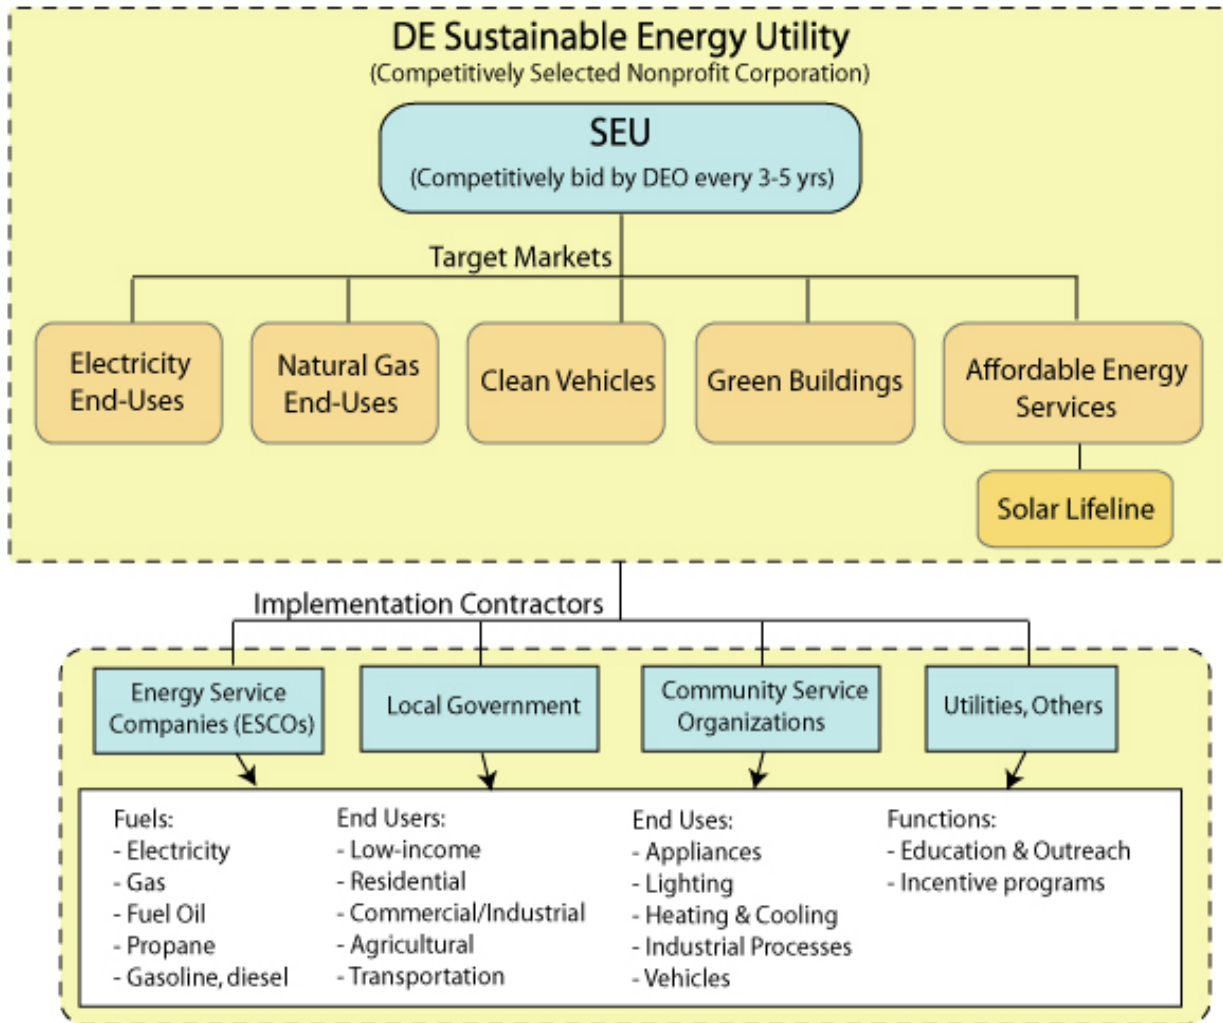 DE Sustainable Energy Utility
(Competitively Selected Nonprofit Corporation)
SEU
(Competitively bid by DEO every 3-5 yrs)
Target Markets
Electricity
End-Uses
Natural Gas
End-Uses
Clean Vehicles
Green Buildings
Affordable Energy
Services
Solar Lifeline
Implementation Contractors
Energy Service
Companies (ESCOs)
Local Government
Community Service
Organizations
Utilities, Others
Fuels:
- Electricity
- Gas
- Fuel Oil
- Propane
- Gasoline, diesel
End Users:
- Low-income
- Residential
- Commercial/Industrial
- Agricultural
- Transportation
End Uses:
- Appliances
- Lighting
- Heating & Cooling
- Industrial Processes
- Vehicles
Functions:
- Education & Outreach
- Incentive programs